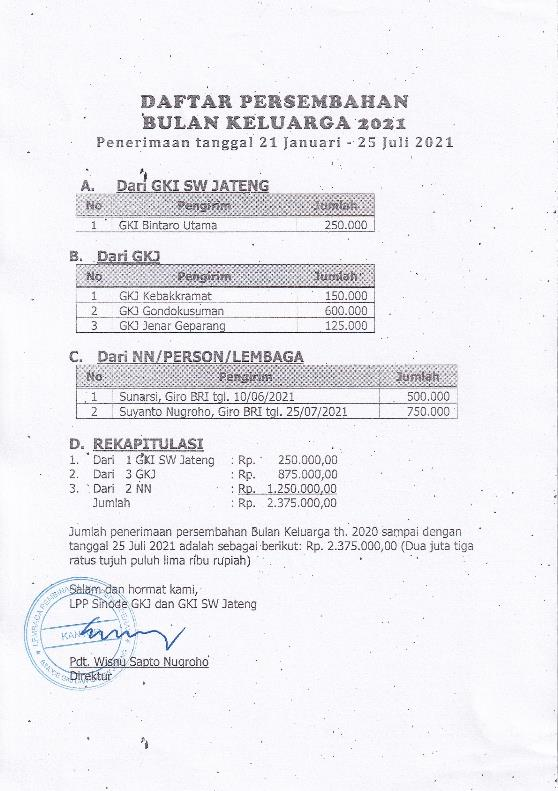 DAFTAR PERSEMBAHAN
BULAN KELUARGA 2021
Penerimaan tanggal 21 Januari - 25 Juli 2021
A. Dari GKI SW JATENG
No Pengirim Jumlah
1 GKI Bintaro Utama 250.000
B. Dari GKJ
No Pengirim Jumlah
1 GKJ Kebakkramat 150.000
2 GKJ Gondokusuman 600.000
3 GKJ Jenar Geparang 125.000
C. Dari NN/PERSON/LEMBAGA
No Pengirim Jumlah
1 Sunarsi, Giro BRI tgl. 10/06/2021 500.000
2 Suyanto Nugroho, Giro BRI tgl. 25/07/2021 750.000
D. REKAPITULASI
1. Dari 1 GKI SW Jateng : Rp. 250.000,00
2. Dari 3 GKJ : Rp. 875.000,00
3. Dari 2 NN : Rp. 1.250.000,00
Jumlah : Rp. 2.375.000,00
Jumlah penerimaan persembahan Bulan Keluarga th. 2020 sampai dengan
tanggal 25 Juli 2021 adalah sebagai berikut: Rp. 2.375.000,00 (Dua juta tiga
ratus tujuh puluh lima ribu rupiah)
Salam dan hormat kami,
LPP Sinode GKJ dan GKI SW Jateng
Pdt. Wisnu Sapto Nugroho
Direktur